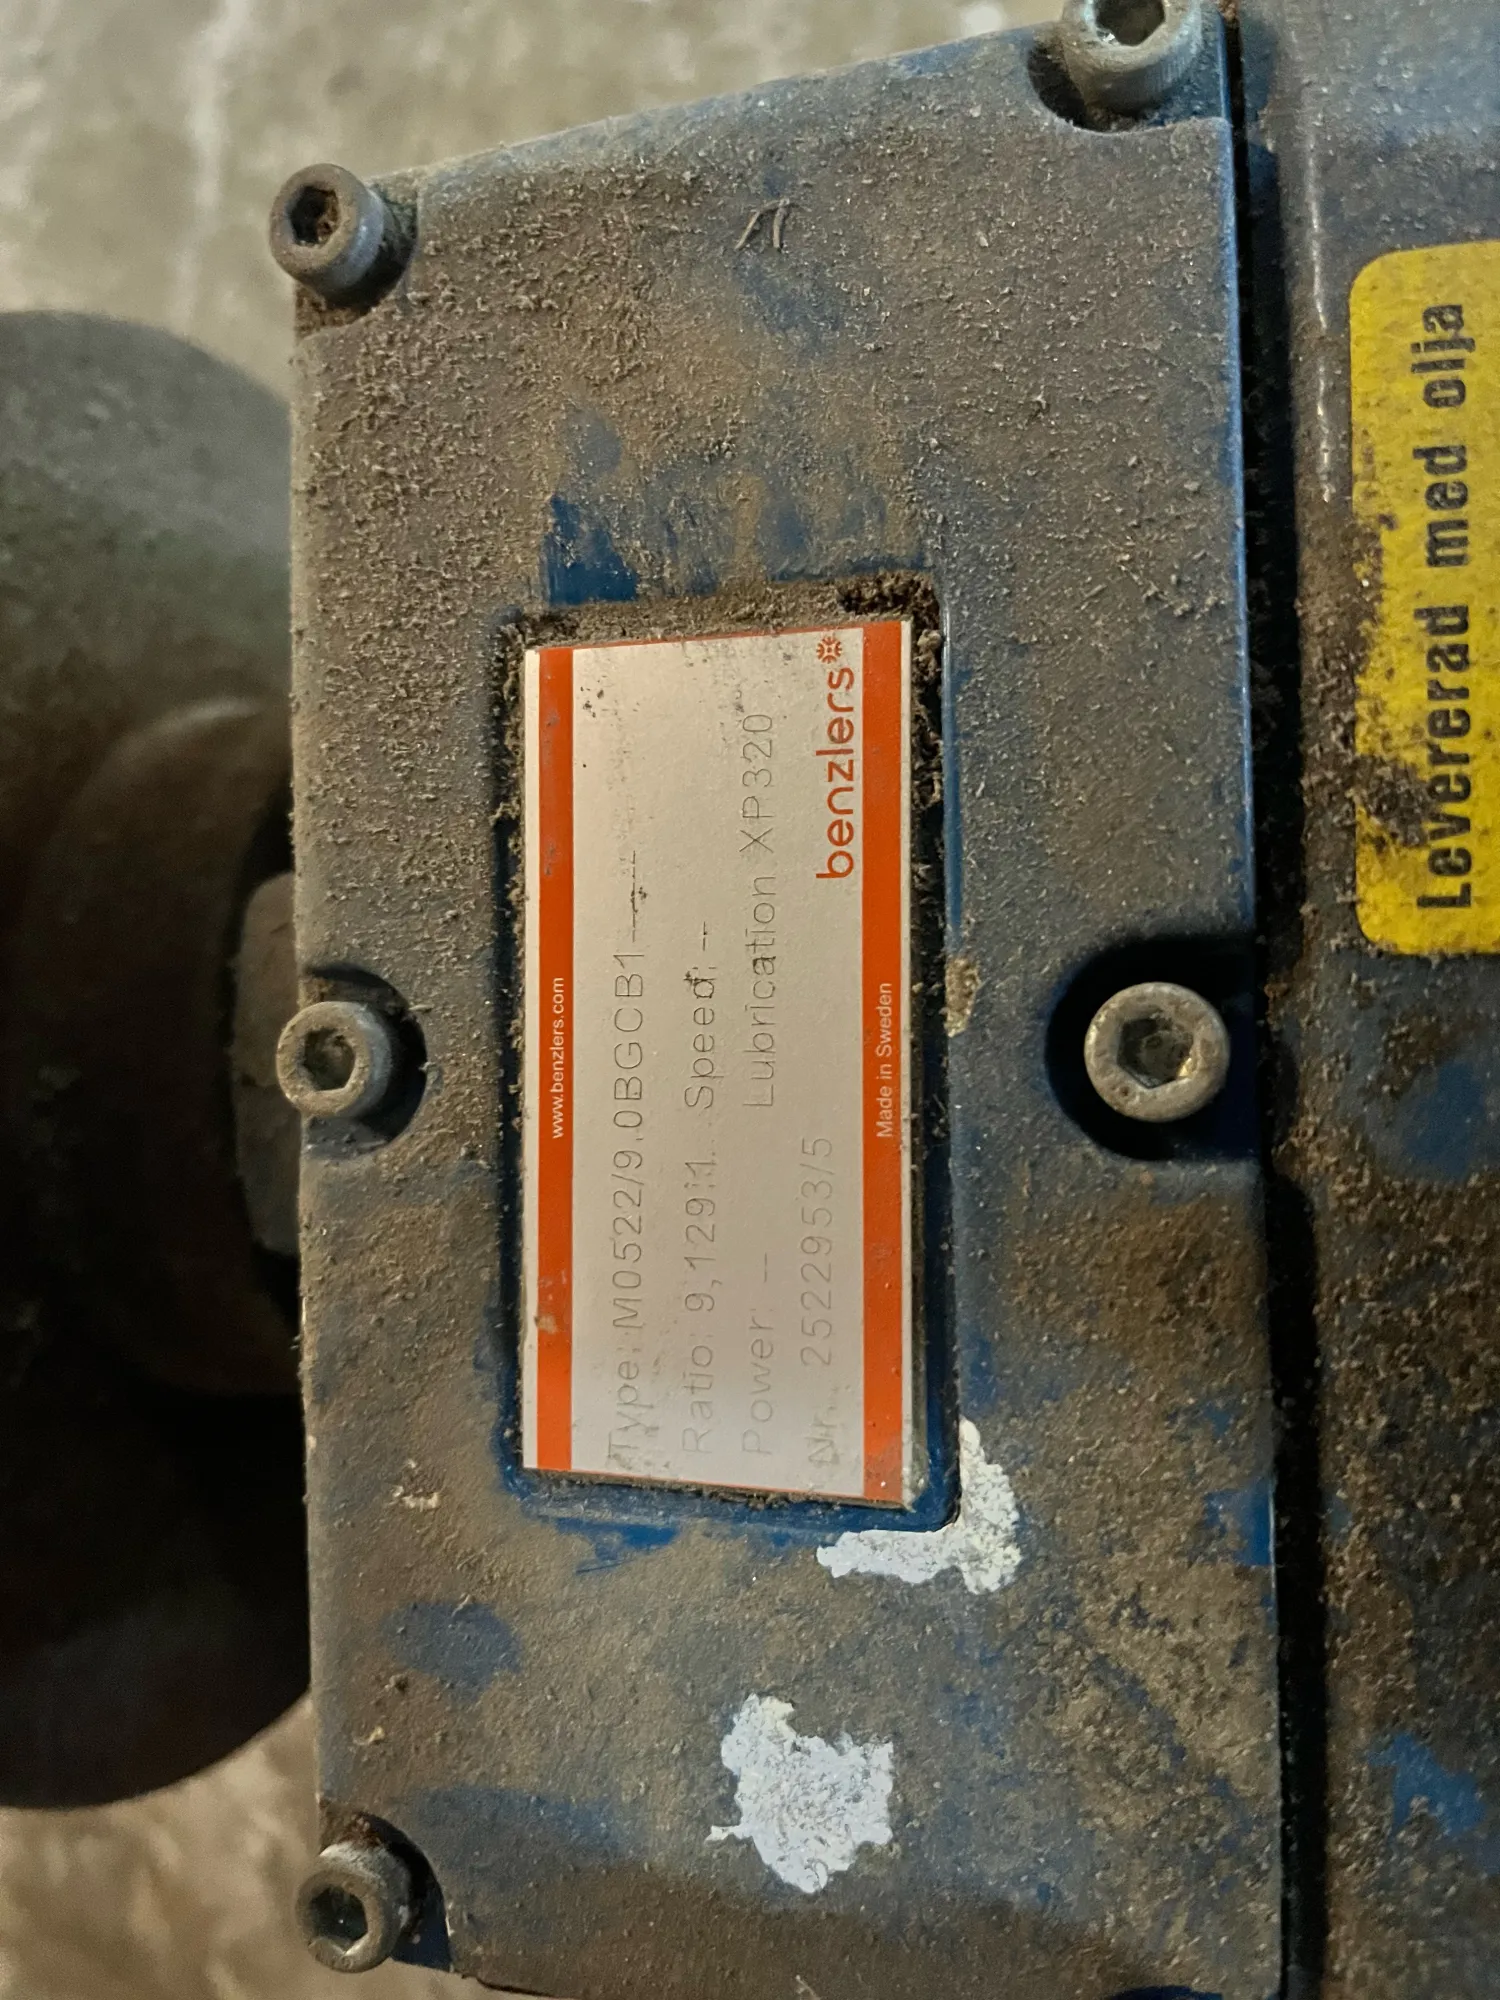 www.benzlers.com
Type: M0522/9.0BGCB1----
Ratio: 9,129:1 Speed: --
Power: -- Lubrication XP320
Nr. 2522953/5
benzlers
Made in Sweden
Levererad med olja